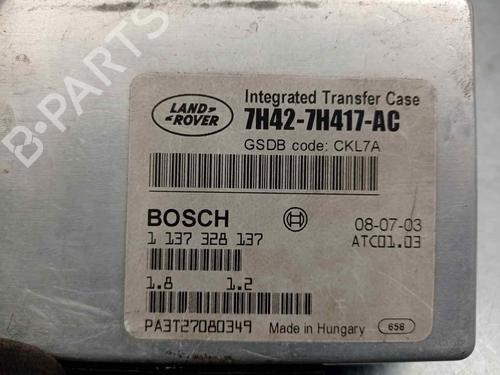 B-PARTS
LAND
ROVER
Integrated Transfer Case
7H42-7H417-AC
GSDB code: CKL7A
BOSCH
08-07-03
1 137 328 137
ATC01.03
1.8 1.2
PA3T27080349
Made in Hungary
658